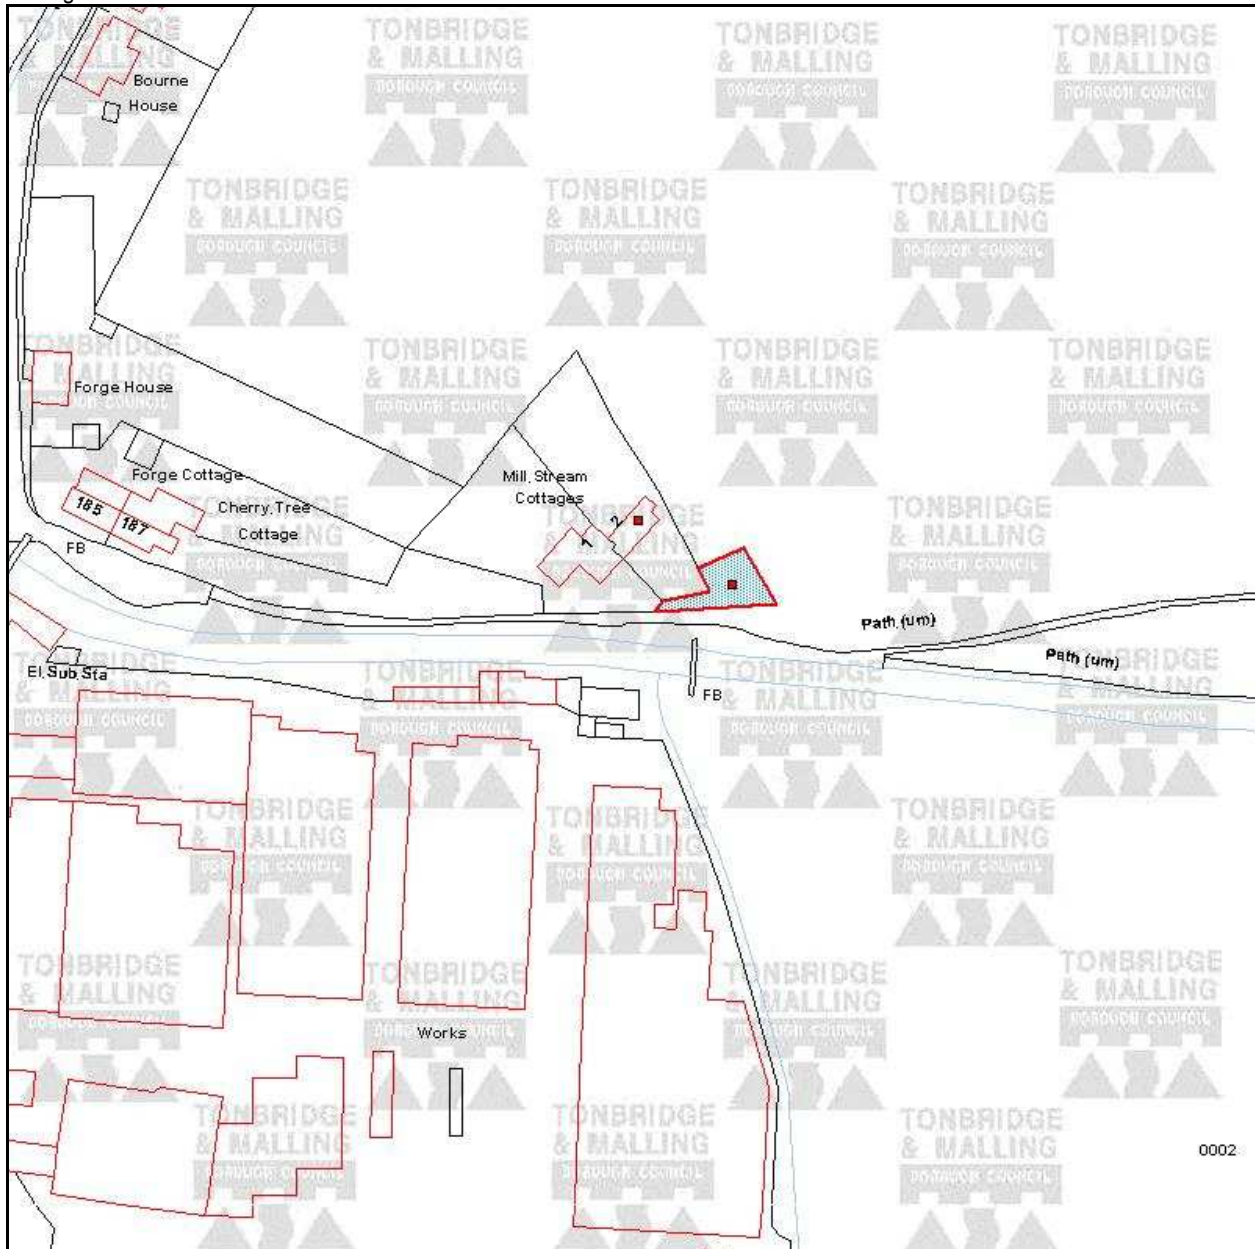 Bourne
House
Forge House
Forge Cottage
Cherry Tree
Cottage
185
187
FB
Mill Stream
Cottages
1
2
Path (um)
Path (um)
El Sub Sta
FB
Works
0002
TONBRIDGE
& MALLING
BOROUGH COUNCIL